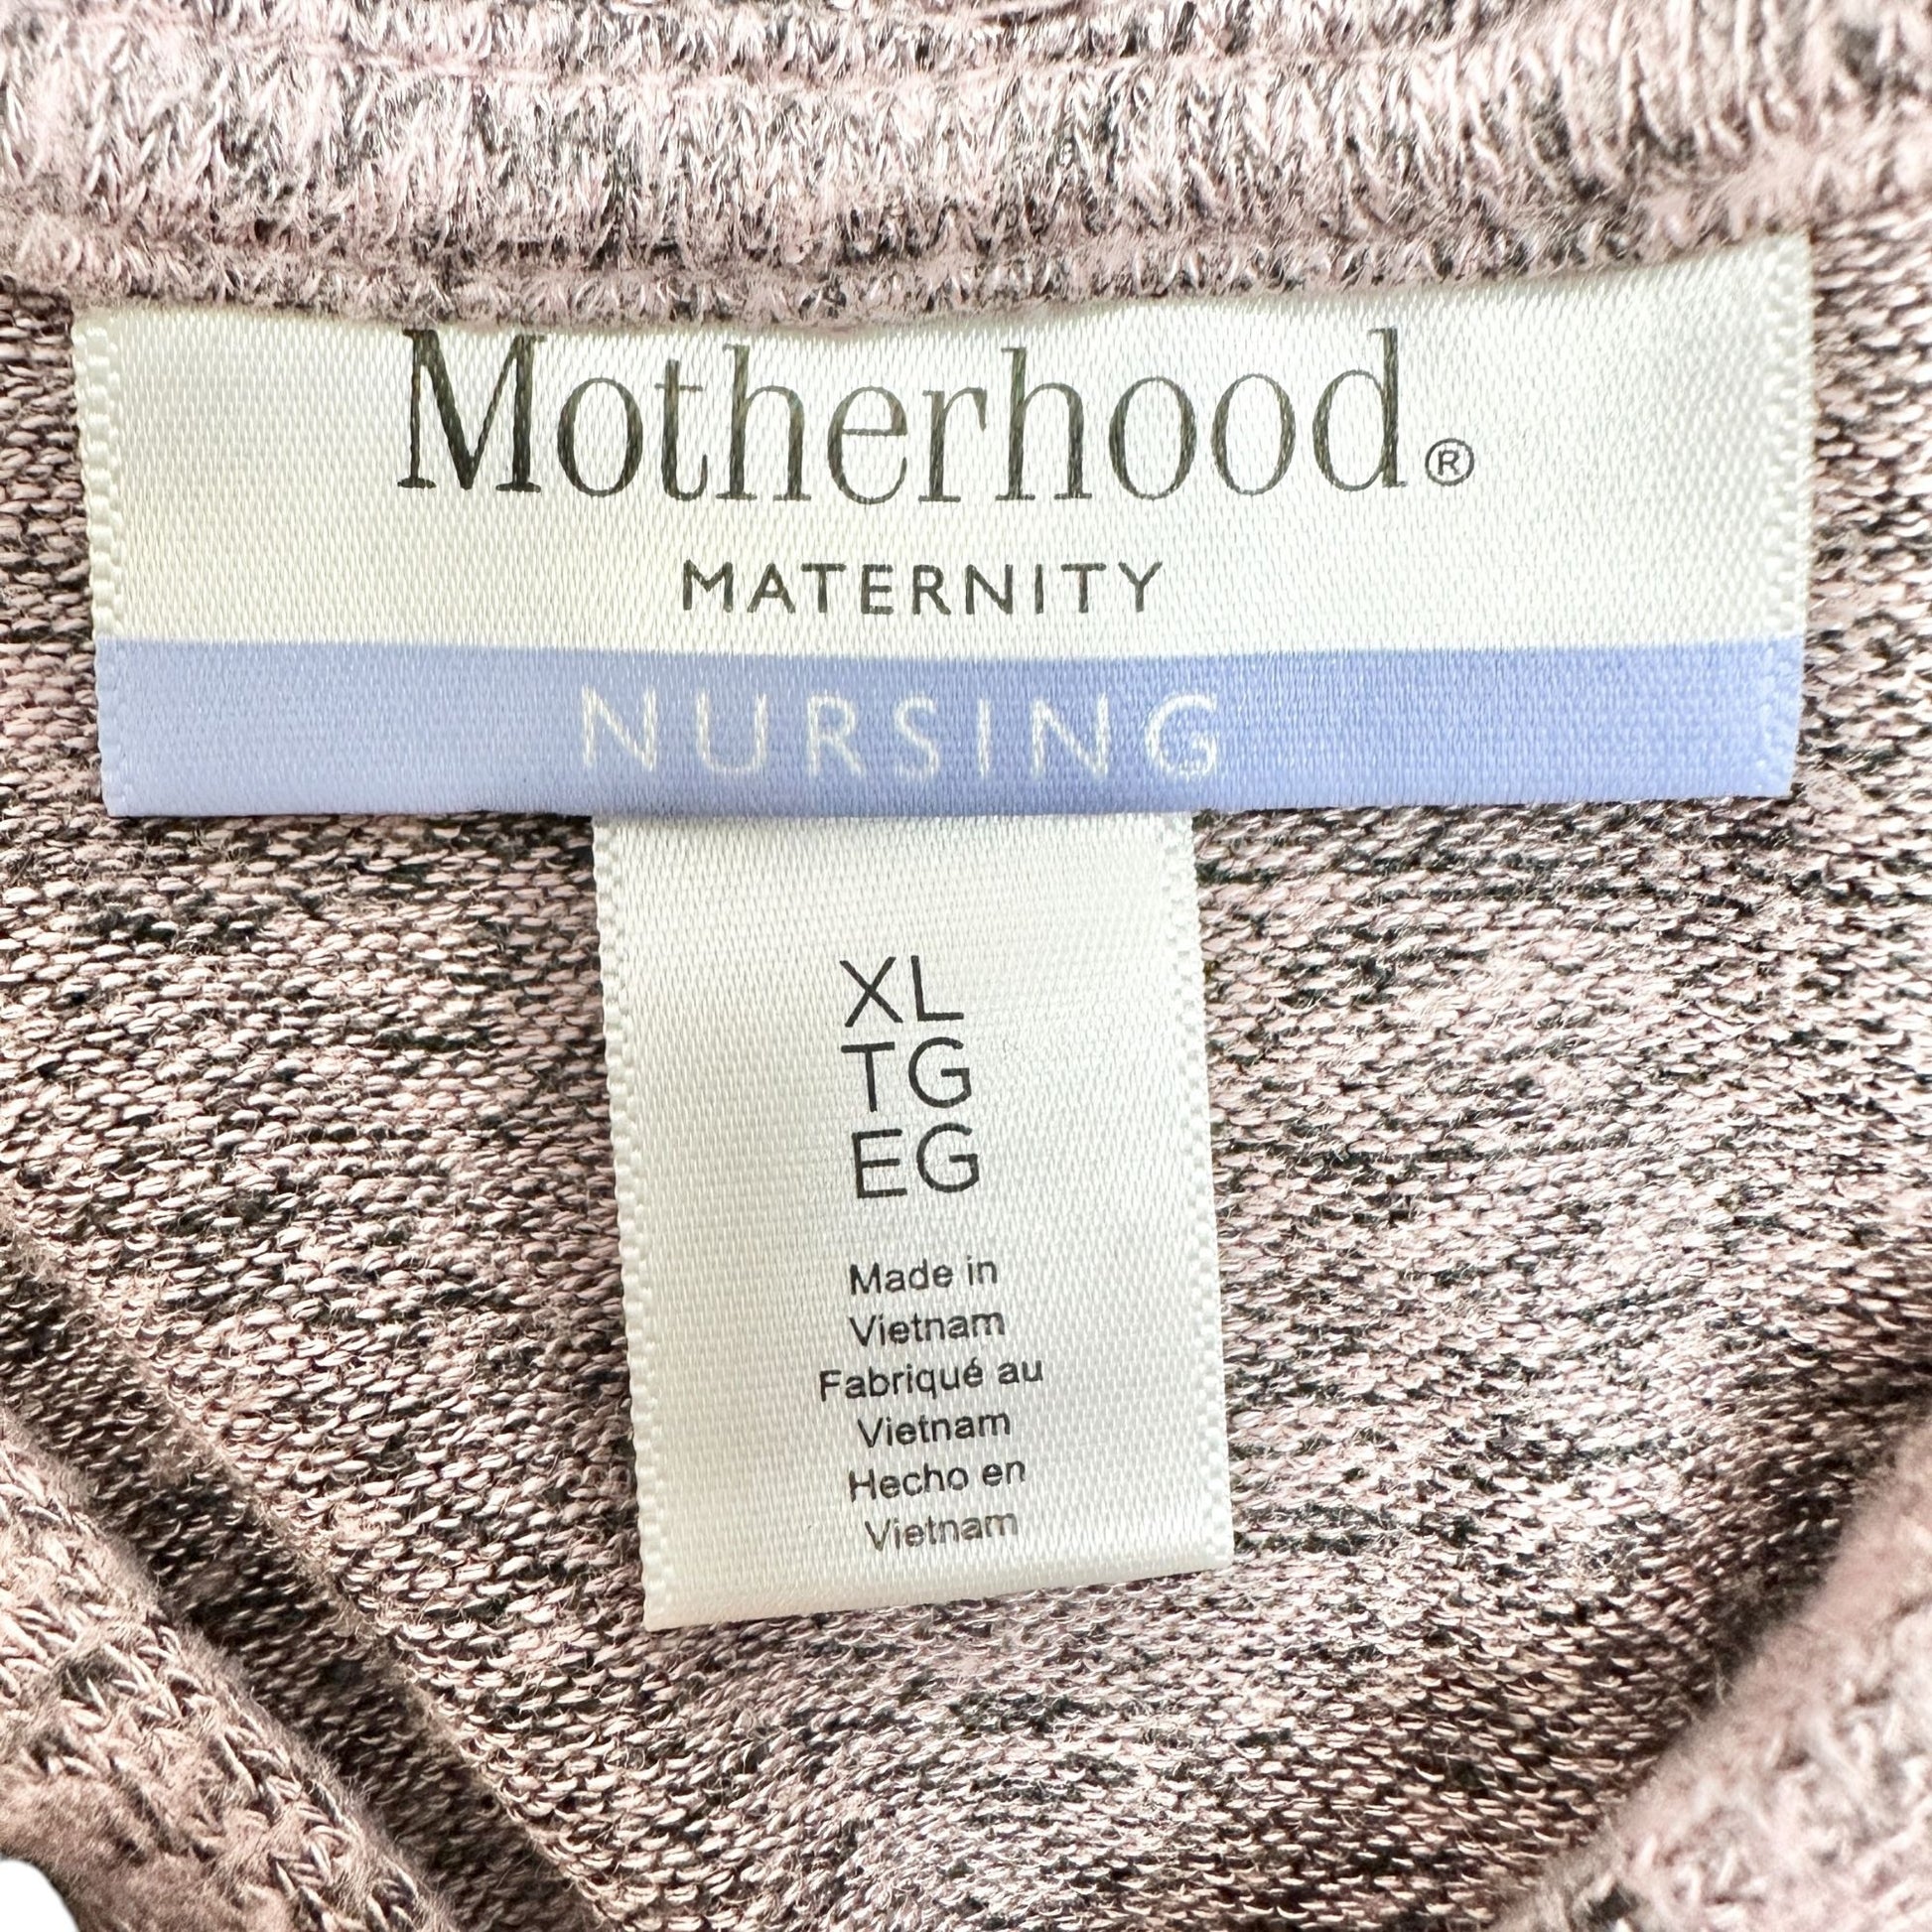 Motherhood®
MATERNITY
NURSING
XL
TG
EG
Made in
Vietnam
Fabriqué au
Vietnam
Hecho en
Vietnam